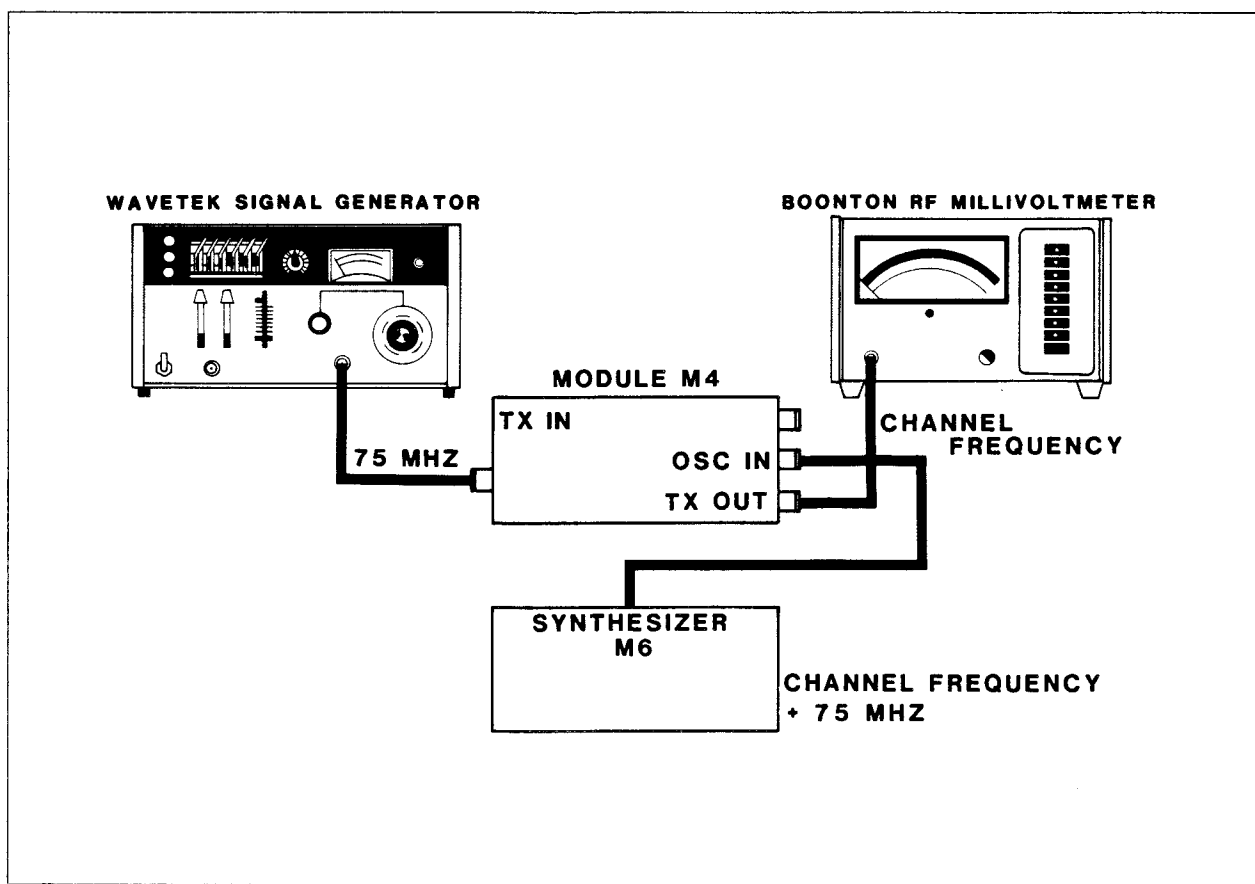 WAVETEK SIGNAL GENERATOR
BOONTON RF MILLIVOLTMETER
MODULE M4
TX IN
CHANNEL
FREQUENCY
75 MHZ
OSC IN
TX OUT
SYNTHESIZER
M6
CHANNEL FREQUENCY
+ 75 MHZ